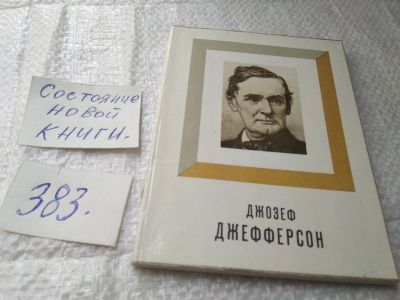 Состояние
новой
книги.
383.
ДЖОЗЕФ
ДЖЕФФЕРСОН